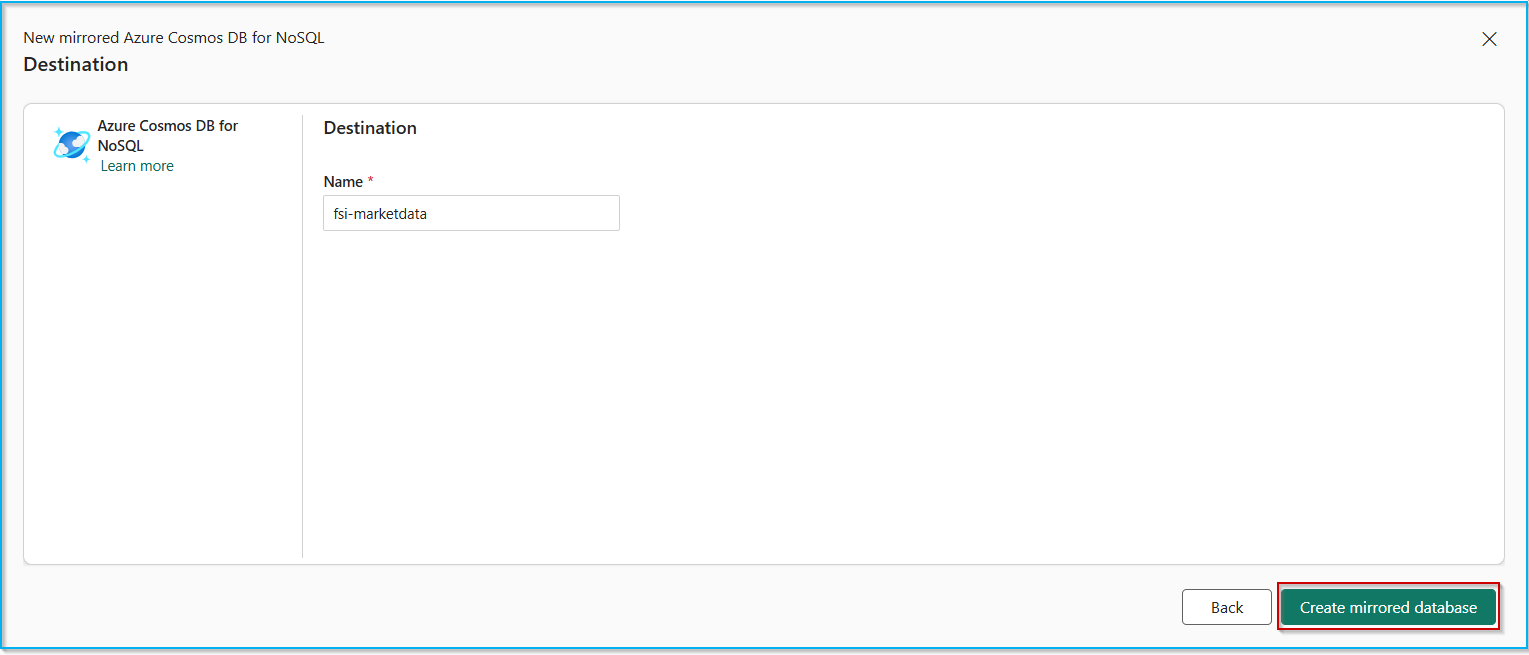 New mirrored Azure Cosmos DB for NoSQL
Destination
Azure Cosmos DB for
NoSQL
Learn more
Destination
Name *
fsi-marketdata
Back
Create mirrored database